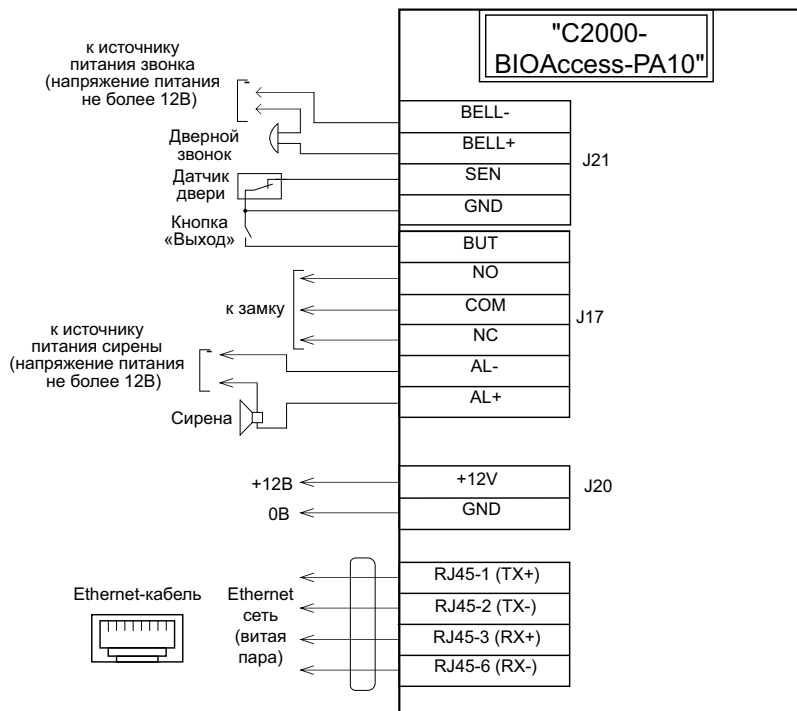 "C2000-
BIOAccess-PA10"
к источнику
питания звонка
(напряжение питания
не более 12В)
Дверной
звонок
Датчик
двери
Кнопка
«Выход»
BELL-
BELL+
SEN
GND
J21
BUT
NO
COM
NC
AL-
AL+
J17
к замку
к источнику
питания сирены
(напряжение питания
не более 12В)
Сирена
+12В
0В
+12V
GND
J20
Ethernet-кабель
Ethernet
сеть
(витая
пара)
RJ45-1 (TX+)
RJ45-2 (TX-)
RJ45-3 (RX+)
RJ45-6 (RX-)